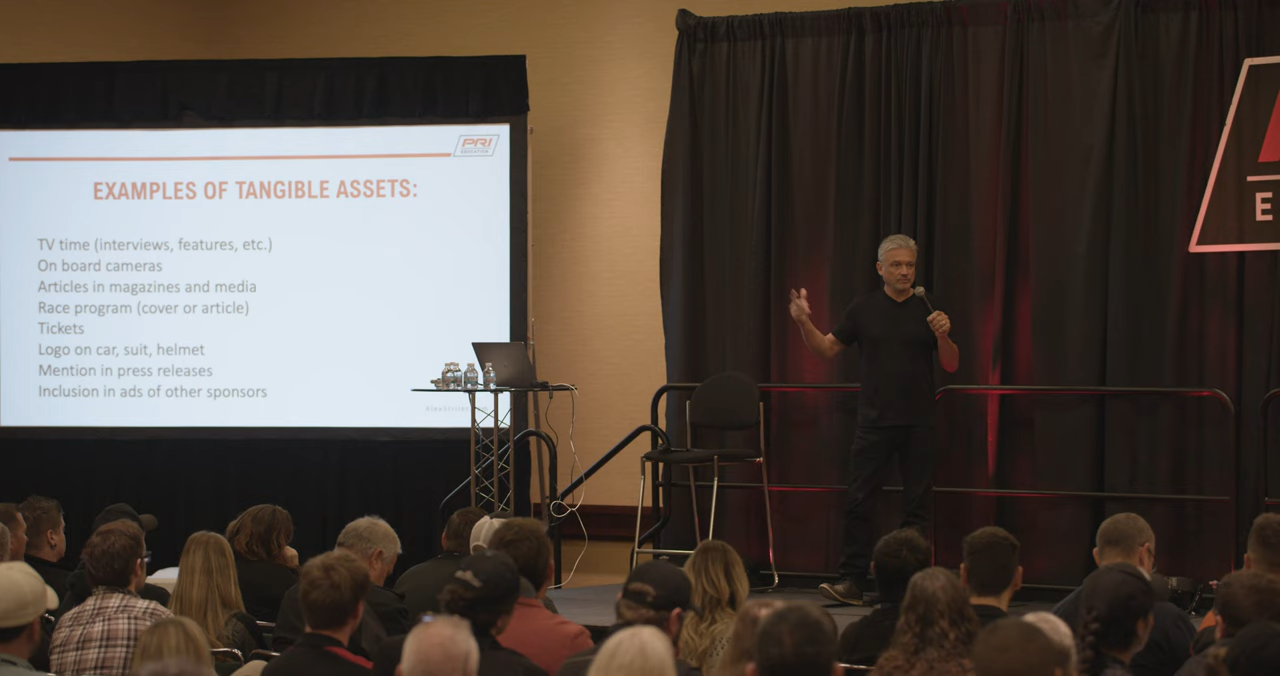 PRI
EDUCATION
EXAMPLES OF TANGIBLE ASSETS:
TV time (interviews, features, etc.)
On board cameras
Articles in magazines and media
Race program (cover or article)
Tickets
Logo on car, suit, helmet
Mention in press releases
Inclusion in ads of other sponsors